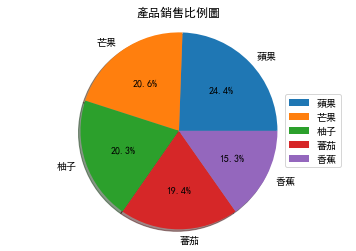 產品銷售比例圖
芒果
蘋果
20.6%
24.4%
蘋果
芒果
柚子
蕃茄
香蕉
20.3%
15.3%
柚子
香蕉
19.4%
蕃茄